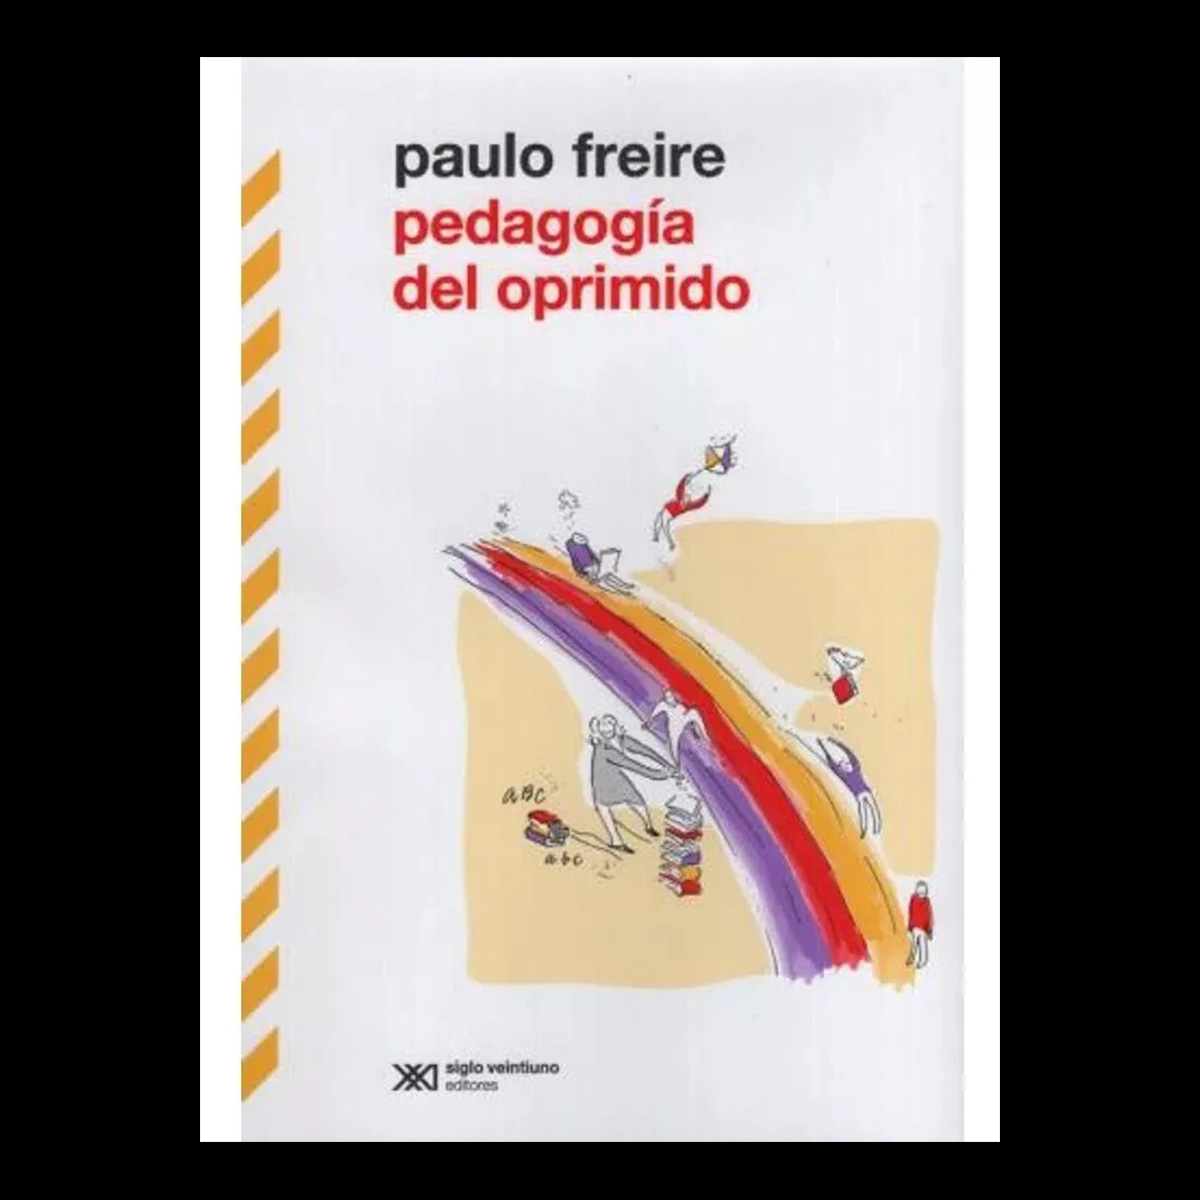 paulo freire
pedagogía
del oprimido
aBc
abc
siglo veintiuno
editores